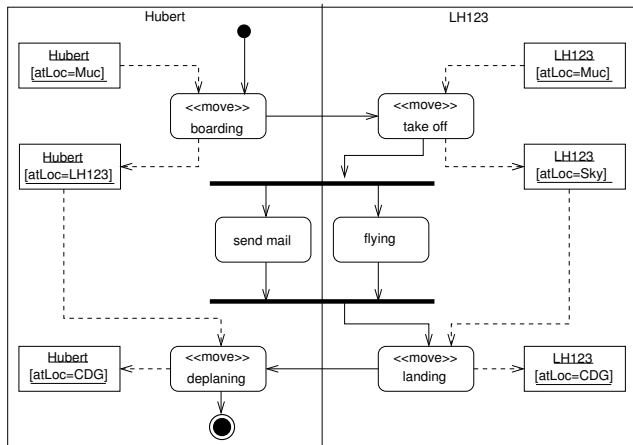 Hubert
LH123
Hubert
[atLoc=Muc]
LH123
[atLoc=Muc]
<<move>>
boarding
<<move>>
take off
Hubert
[atLoc=LH123]
LH123
[atLoc=Sky]
send mail
flying
Hubert
[atLoc=CDG]
<<move>>
deplaning
<<move>>
landing
LH123
[atLoc=CDG]